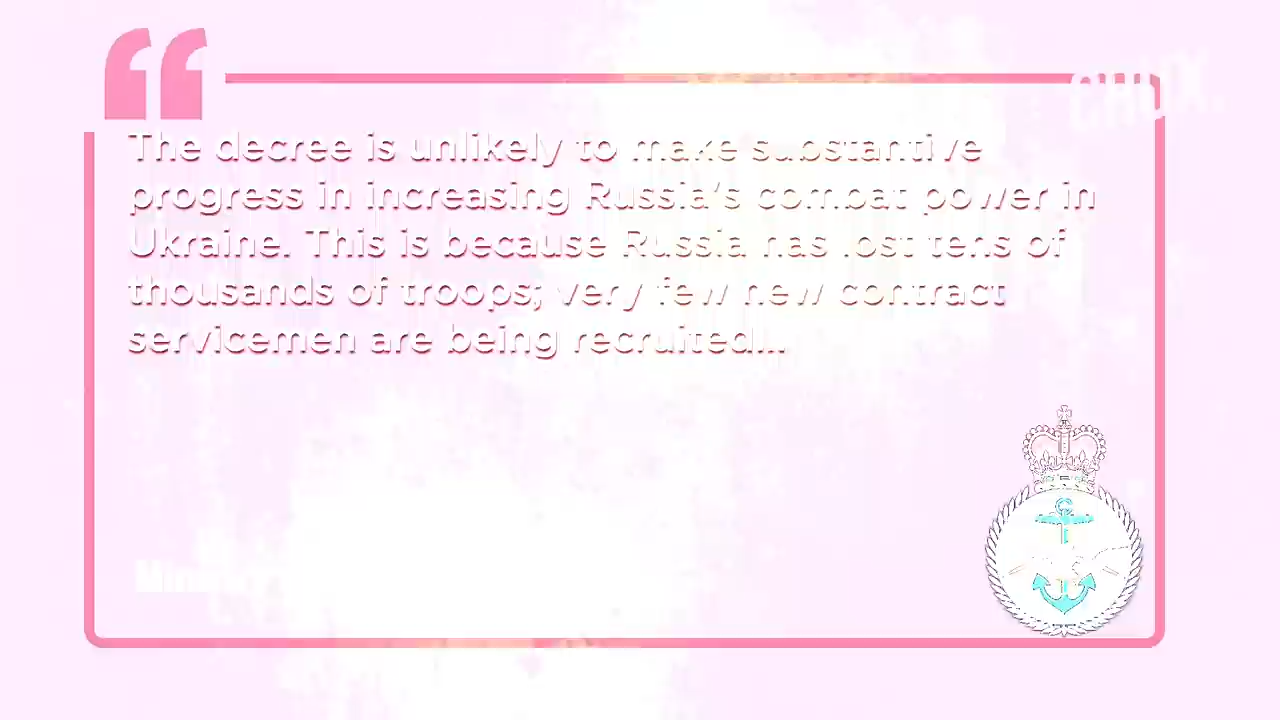 CRUX.
The decree is unlikely to make substantive
progress in increasing Russia's combat power in
Ukraine. This is because Russia has lost tens of
thousands of troops; very few new contract
servicemen are being recruited...